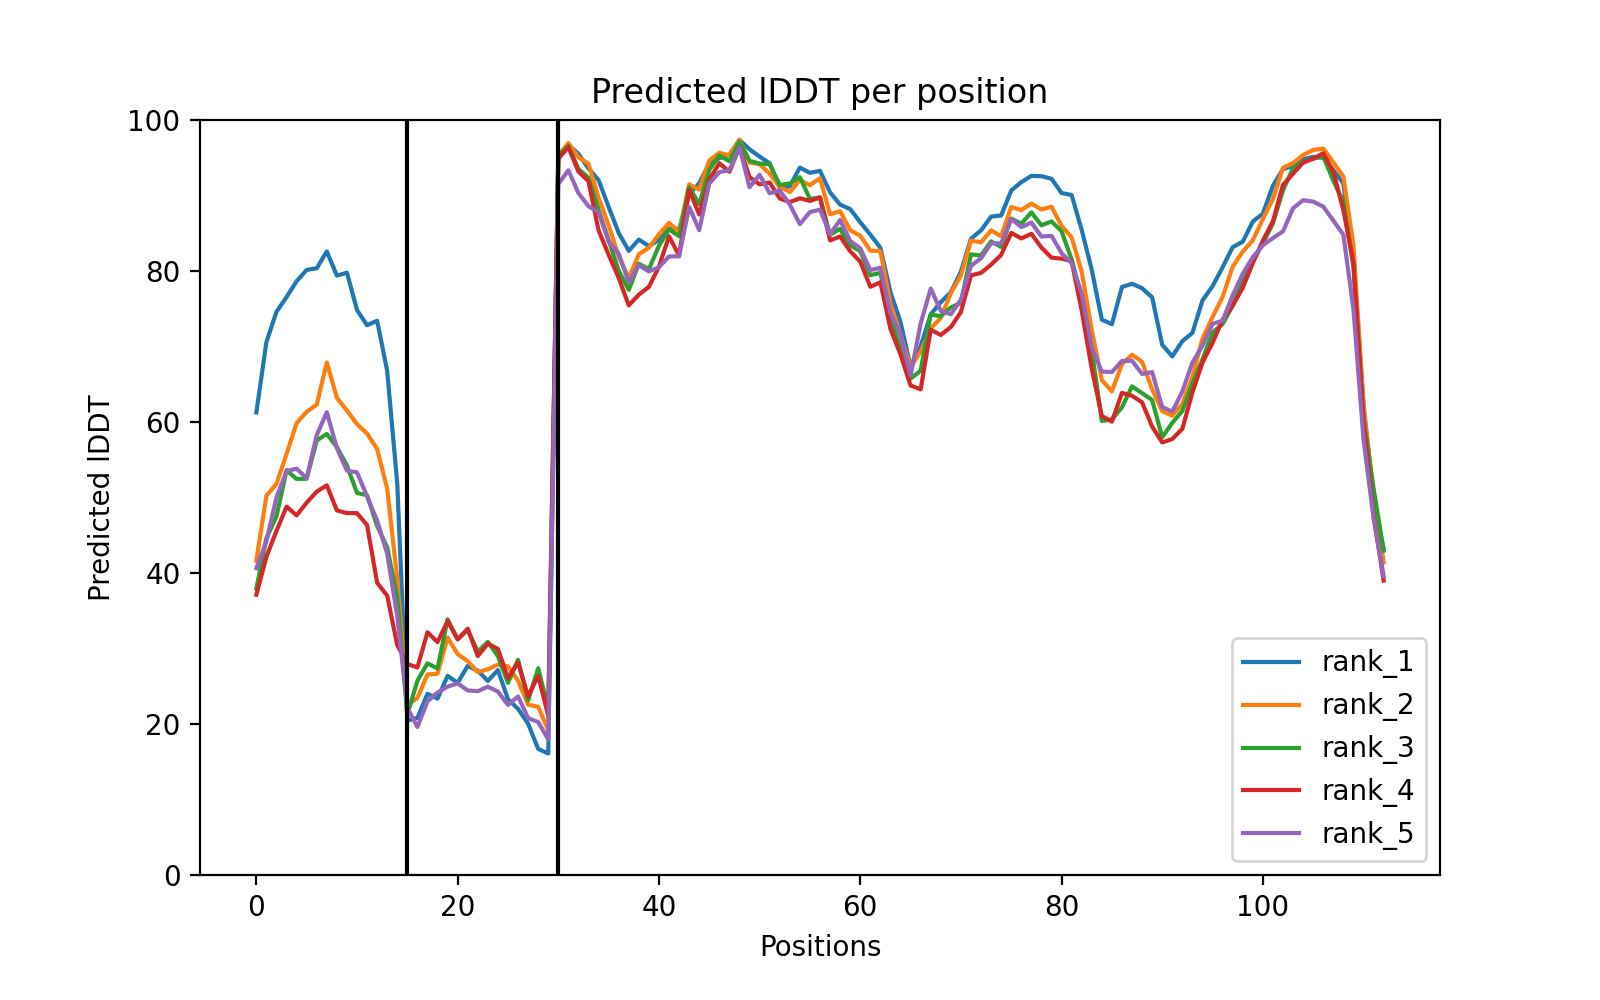 Predicted lDDT per position
100
80
60
40
20
0
Predicted lDDT
0 20 40 60 80 100
Positions
rank_1
rank_2
rank_3
rank_4
rank_5